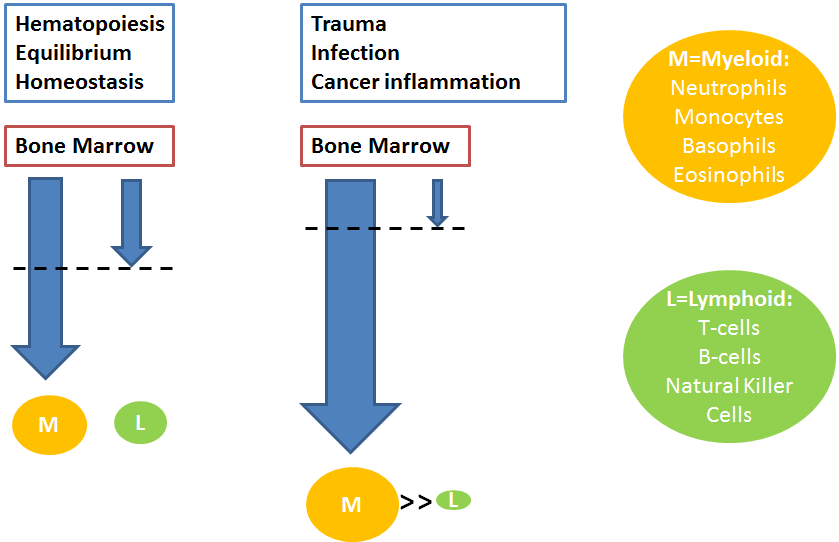 Hematopoiesis
Equilibrium
Homeostasis
Bone Marrow
M
L
Trauma
Infection
Cancer inflammation
Bone Marrow
M
>>
L
M=Myeloid:
Neutrophils
Monocytes
Basophils
Eosinophils
L=Lymphoid:
T-cells
B-cells
Natural Killer
Cells